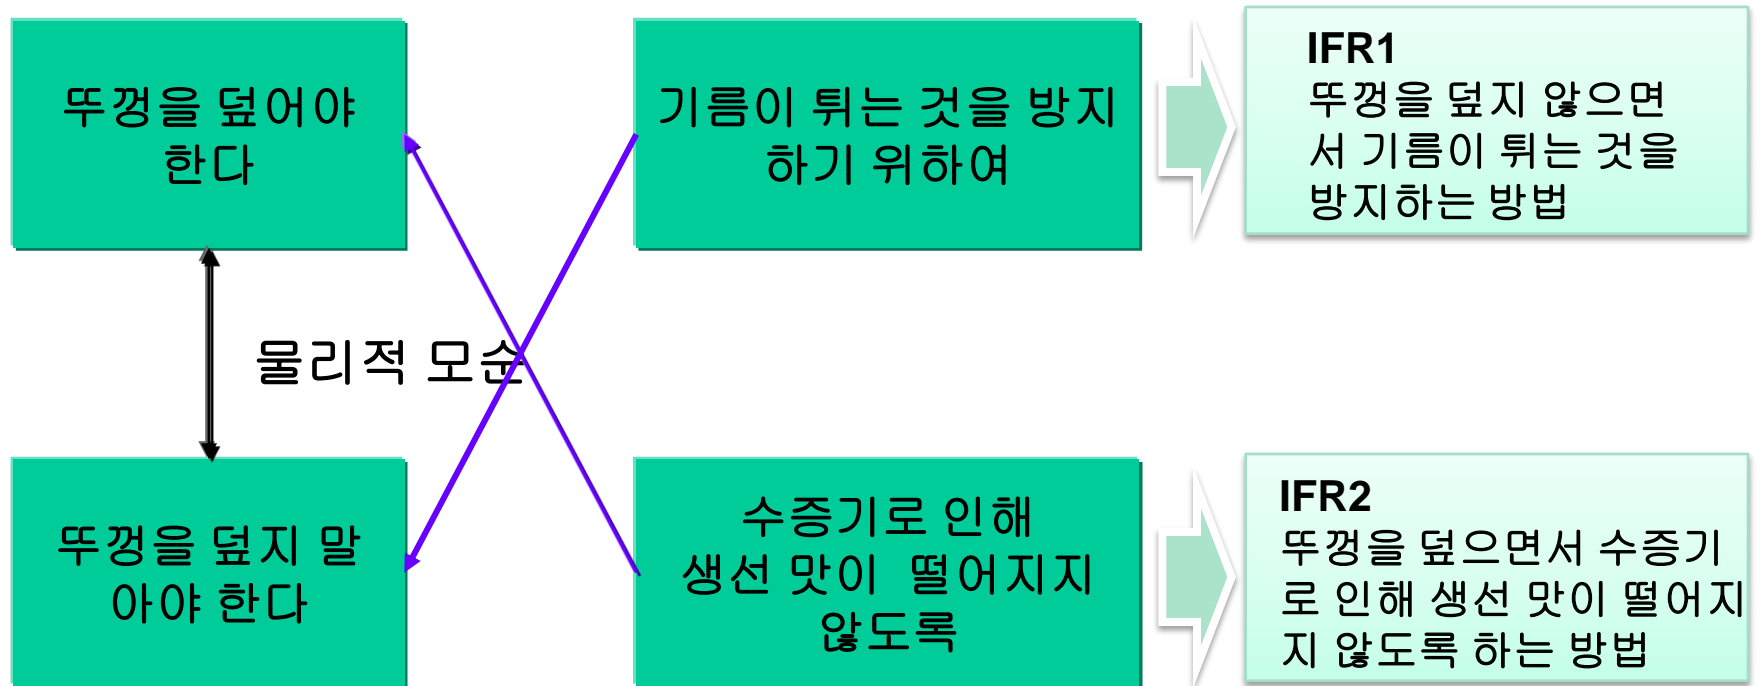 뚜껑을 덮어야
한다
기름이 튀는 것을 방지
하기 위하여
IFR1
뚜껑을 덮지 않으면
서 기름이 튀는 것을
방지하는 방법
물리적 모순
뚜껑을 덮지 말
아야 한다
수증기로 인해
생선 맛이 떨어지지
않도록
IFR2
뚜껑을 덮으면서 수증기
로 인해 생선 맛이 떨어지
지 않도록 하는 방법